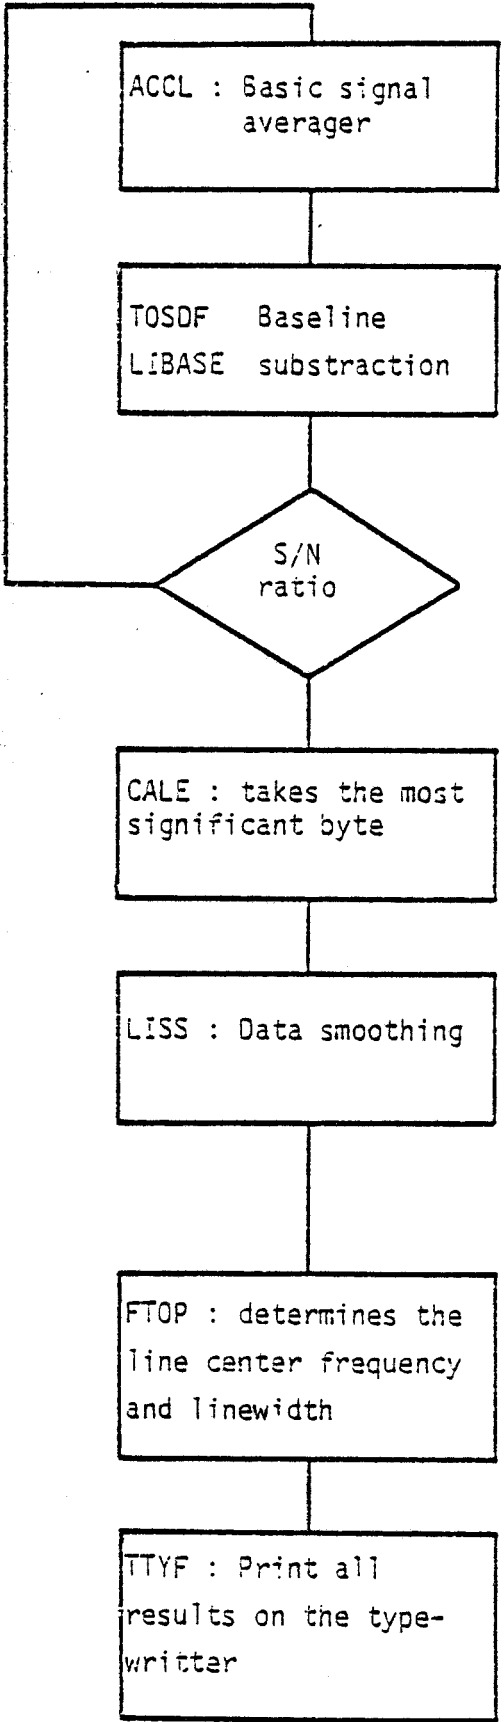 ACCL : Basic signal
averager
TOSDF Baseline
LIBASE substraction
S/N
ratio
CALE : takes the most
significant byte
LISS : Data smoothing
FTOP : determines the
line center frequency
and linewidth
TTYF : Print all
results on the type-
writter